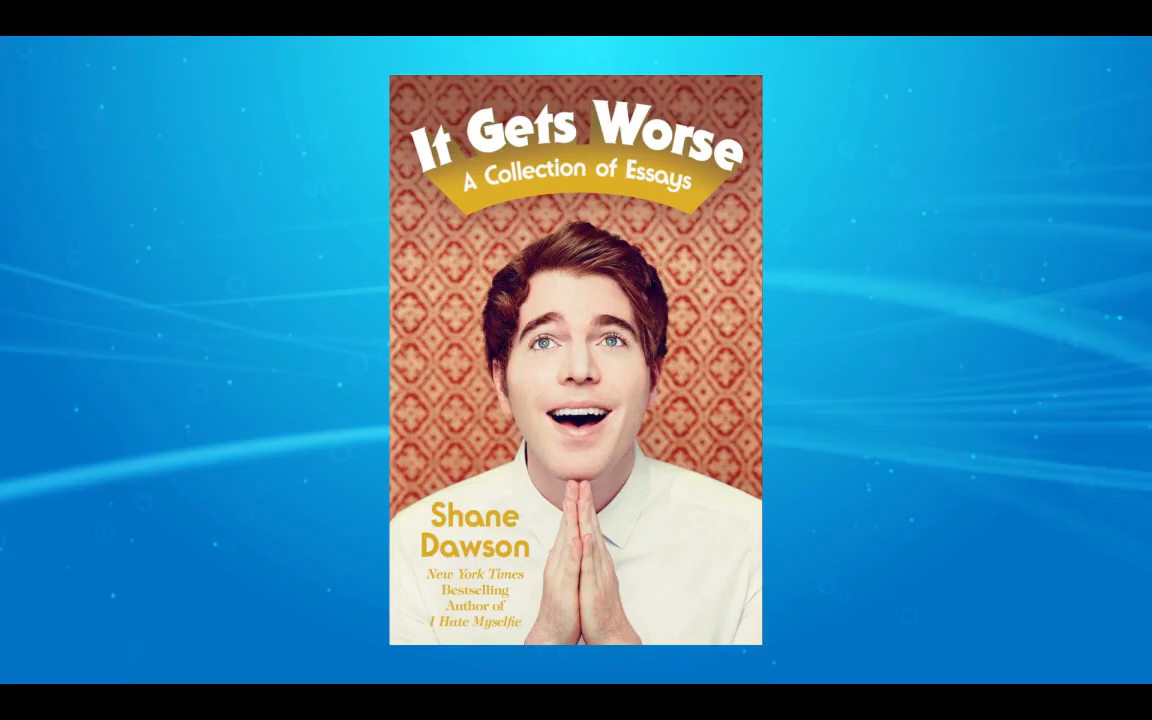 It Gets Worse
A Collection of Essays
Shane
Dawson
New York Times
Bestselling
Author of
I Hate Myselfie